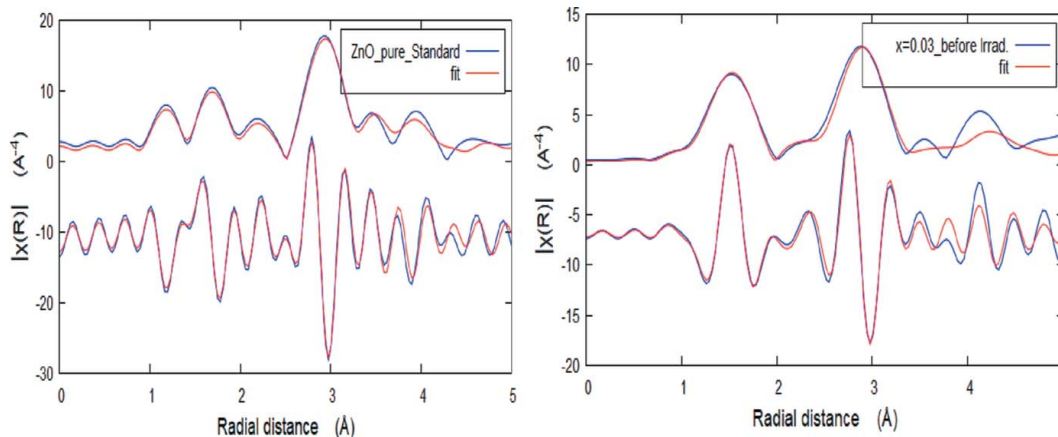 20
10
0
-10
-20
-30
|x(R)| (A⁻⁴)
ZnO_pure_Standard
fit
0 1 2 3 4 5
Radial distance (Å)
15
10
5
0
-5
-10
-15
-20
|x(R)| (A⁻⁴)
x=0.03_before Irrad.
fit
0 1 2 3 4
Radial distance (Å)